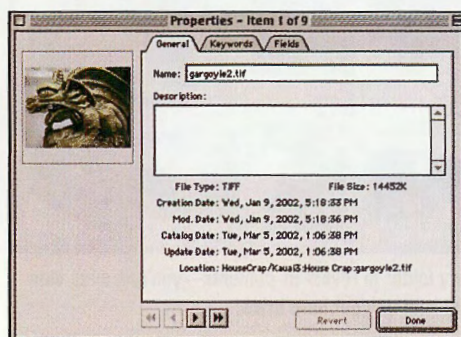 Properties - Item 1 of 9
General Keywords Fields
Name: gargoyle2.tif
Description:
File Type: TIFF File Size: 14452K
Creation Date: Wed, Jan 9, 2002, 5:18:33 PM
Mod. Date: Wed, Jan 9, 2002, 5:18:36 PM
Catalog Date: Tue, Mar 5, 2002, 1:06:38 PM
Update Date: Tue, Mar 5, 2002, 1:06:38 PM
Location: HouseCrap/Kauai3:House Crap:gargoyle2.tif
Revert Done